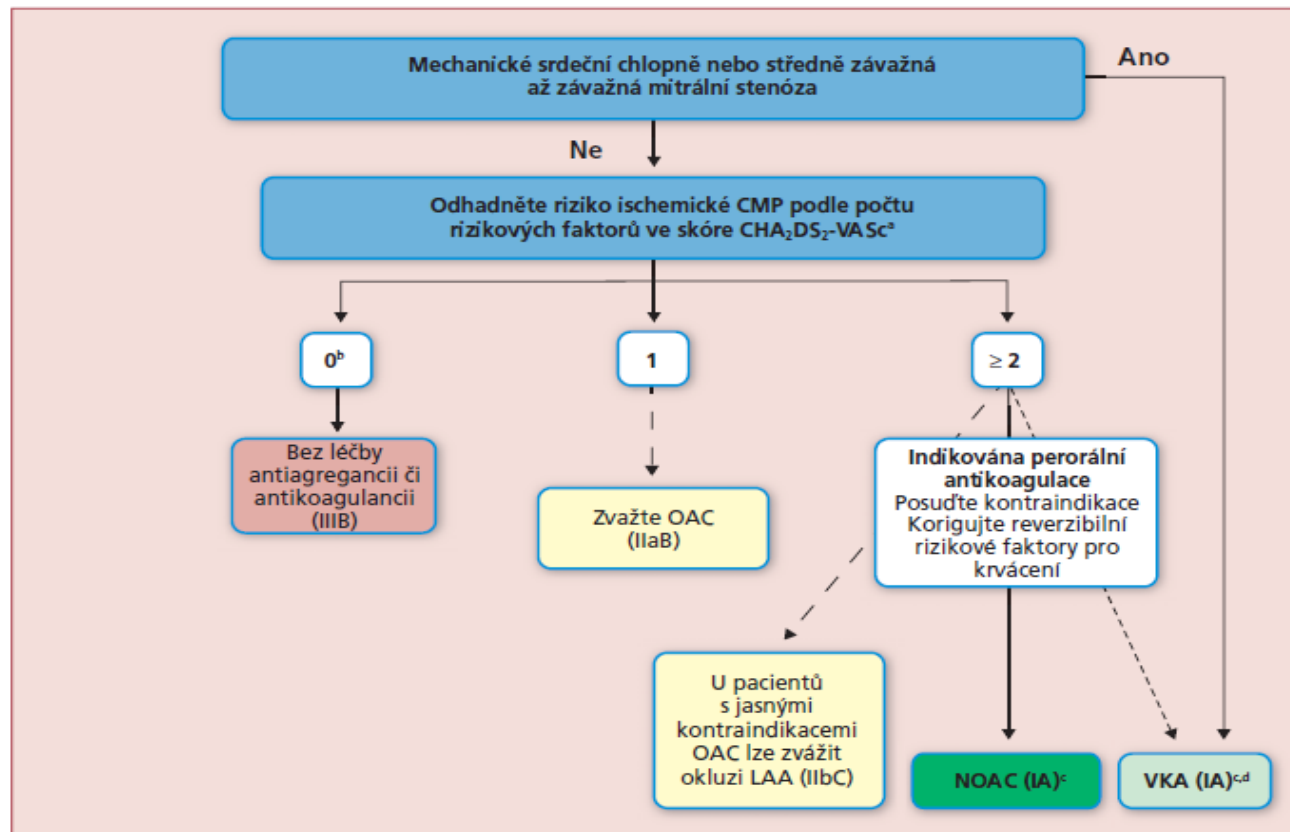 Mechanické srdeční chlopně nebo středně závažná
až závažná mitrální stenóza
Ano
Ne
Odhadněte riziko ischemické CMP podle počtu
rizikových faktorů ve skóre CHA₂DS₂-VAScᵃ
0ᵇ
1
≥ 2
Bez léčby
antiagregancii či
antikoagulancii
(IIIB)
Zvažte OAC
(IIaB)
Indikována perorální
antikoagulace
Posuďte kontraindikace
Korigujte reverzibilní
rizikové faktory pro
krvácení
U pacientů
s jasnými
kontraindikacemi
OAC lze zvážit
okluzi LAA (IIbC)
NOAC (IA)ᶜ
VKA (IA)ᶜ,ᵈ